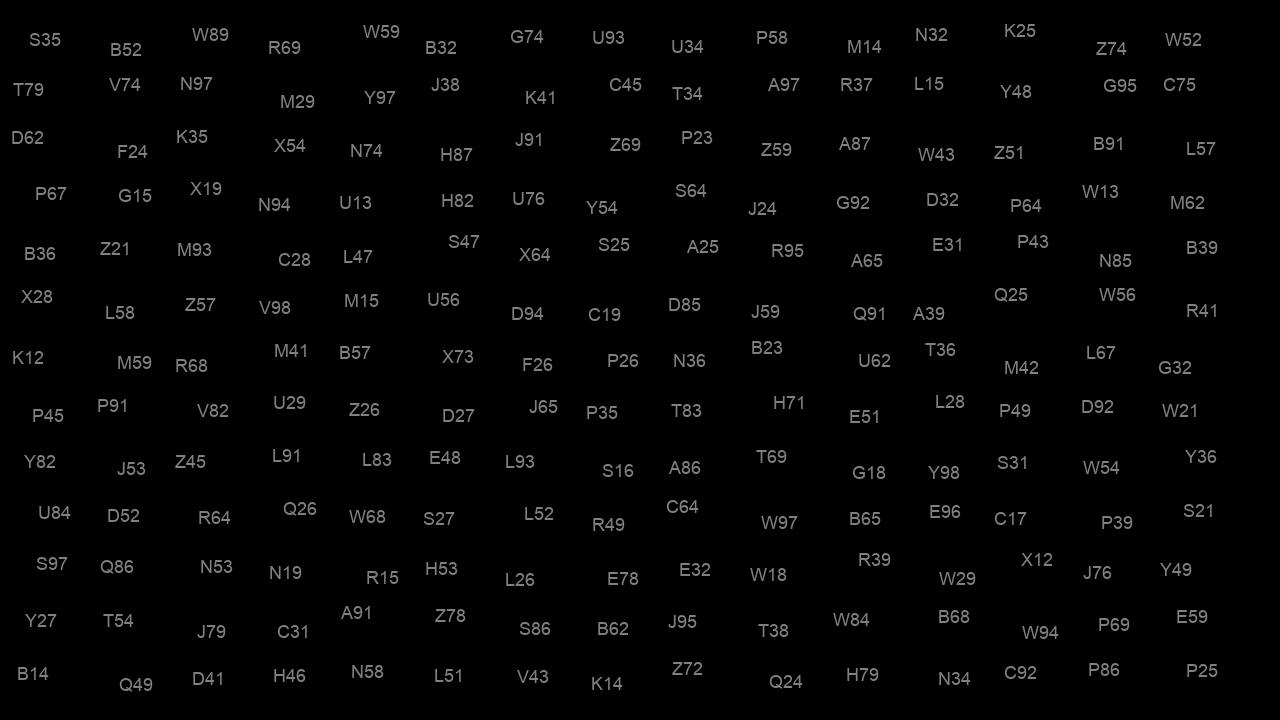 S35 B52 W89 R69 W59 B32 G74 U93 U34 P58 M14 N32 K25 Z74 W52
T79 V74 N97 M29 Y97 J38 K41 C45 T34 A97 R37 L15 Y48 G95 C75
D62 F24 K35 X54 N74 H87 J91 Z69 P23 Z59 A87 W43 Z51 B91 L57
P67 G15 X19 N94 U13 H82 U76 Y54 S64 J24 G92 D32 P64 W13 M62
B36 Z21 M93 C28 L47 S47 X64 S25 A25 R95 A65 E31 P43 N85 B39
X28 L58 Z57 V98 M15 U56 D94 C19 D85 J59 Q91 A39 Q25 W56 R41
K12 M59 R68 M41 B57 X73 F26 P26 N36 B23 U62 T36 M42 L67 G32
P45 P91 V82 U29 Z26 D27 J65 P35 T83 H71 E51 L28 P49 D92 W21
Y82 J53 Z45 L91 L83 E48 L93 S16 A86 T69 G18 Y98 S31 W54 Y36
U84 D52 R64 Q26 W68 S27 L52 R49 C64 W97 B65 E96 C17 P39 S21
S97 Q86 N53 N19 R15 H53 L26 E78 E32 W18 R39 W29 X12 J76 Y49
Y27 T54 J79 C31 A91 Z78 S86 B62 J95 T38 W84 B68 W94 P69 E59
B14 Q49 D41 H46 N58 L51 V43 K14 Z72 Q24 H79 N34 C92 P86 P25